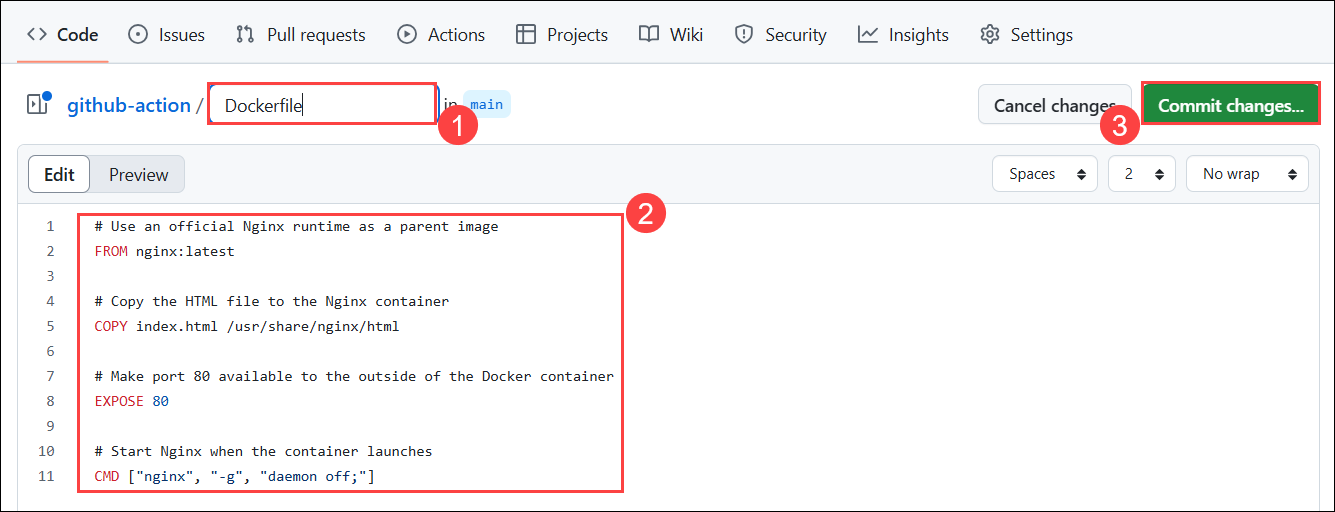 Code Issues Pull requests Actions Projects Wiki Security Insights Settings
github-action / Dockerfile in main Cancel changes Commit changes...
1
3
Edit Preview Spaces 2 No wrap
2
1 # Use an official Nginx runtime as a parent image
2 FROM nginx:latest
3
4 # Copy the HTML file to the Nginx container
5 COPY index.html /usr/share/nginx/html
6
7 # Make port 80 available to the outside of the Docker container
8 EXPOSE 80
9
10 # Start Nginx when the container launches
11 CMD ["nginx", "-g", "daemon off;"]